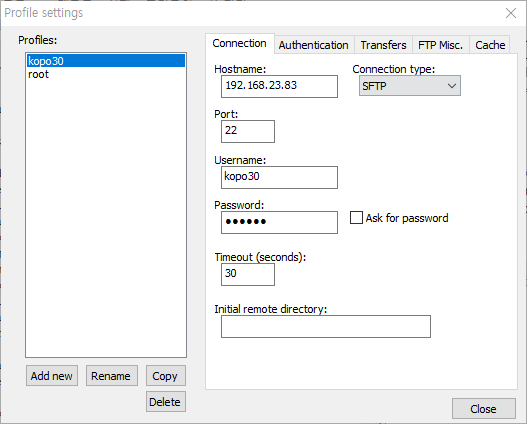 Profile settings
Profiles:
kopo30
root
Add new
Rename
Copy
Delete
Connection
Authentication
Transfers
FTP Misc.
Cache
Hostname:
Connection type:
192.168.23.83
SFTP
Port:
22
Username:
kopo30
Password:
●●●●●●
Ask for password
Timeout (seconds):
30
Initial remote directory:
Close